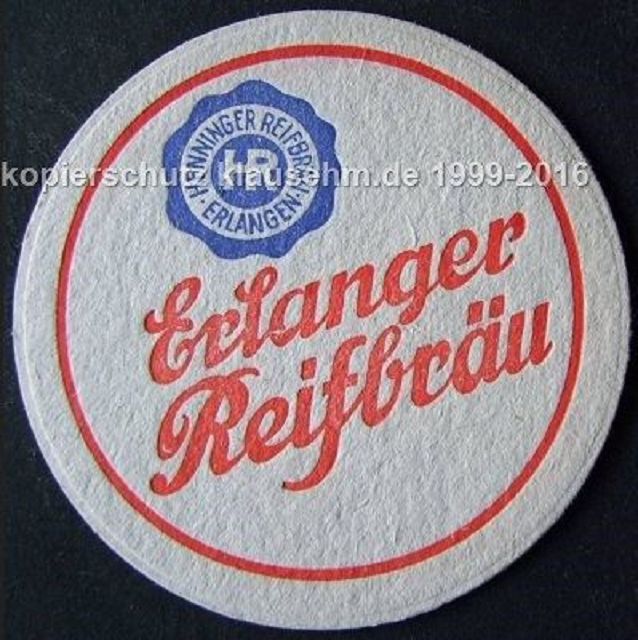 HENNINGER REIFBRÄU
HR
· ERLANGEN ·
kopierschutz klausehm.de 1999-2016
Erlanger
Reifbräu